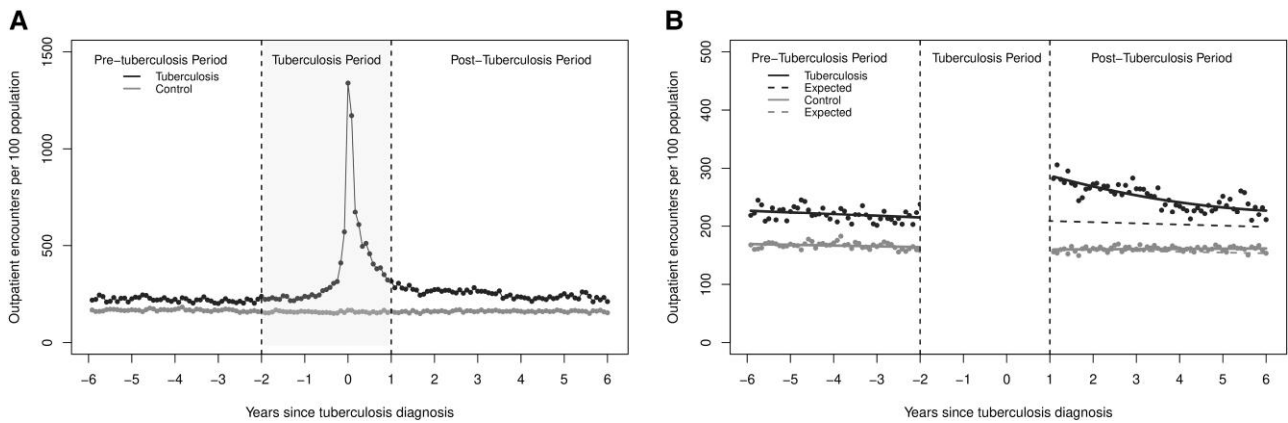 A
Outpatient encounters per 100 population
1500
1000
500
0
Pre−tuberculosis Period
Tuberculosis Period
Post−Tuberculosis Period
Tuberculosis
Control
−6 −5 −4 −3 −2 −1 0 1 2 3 4 5 6
Years since tuberculosis diagnosis
B
Outpatient encounters per 100 population
500
400
300
200
100
0
Pre−Tuberculosis Period
Tuberculosis Period
Post−Tuberculosis Period
Tuberculosis
Expected
Control
Expected
−6 −5 −4 −3 −2 −1 0 1 2 3 4 5 6
Years since tuberculosis diagnosis